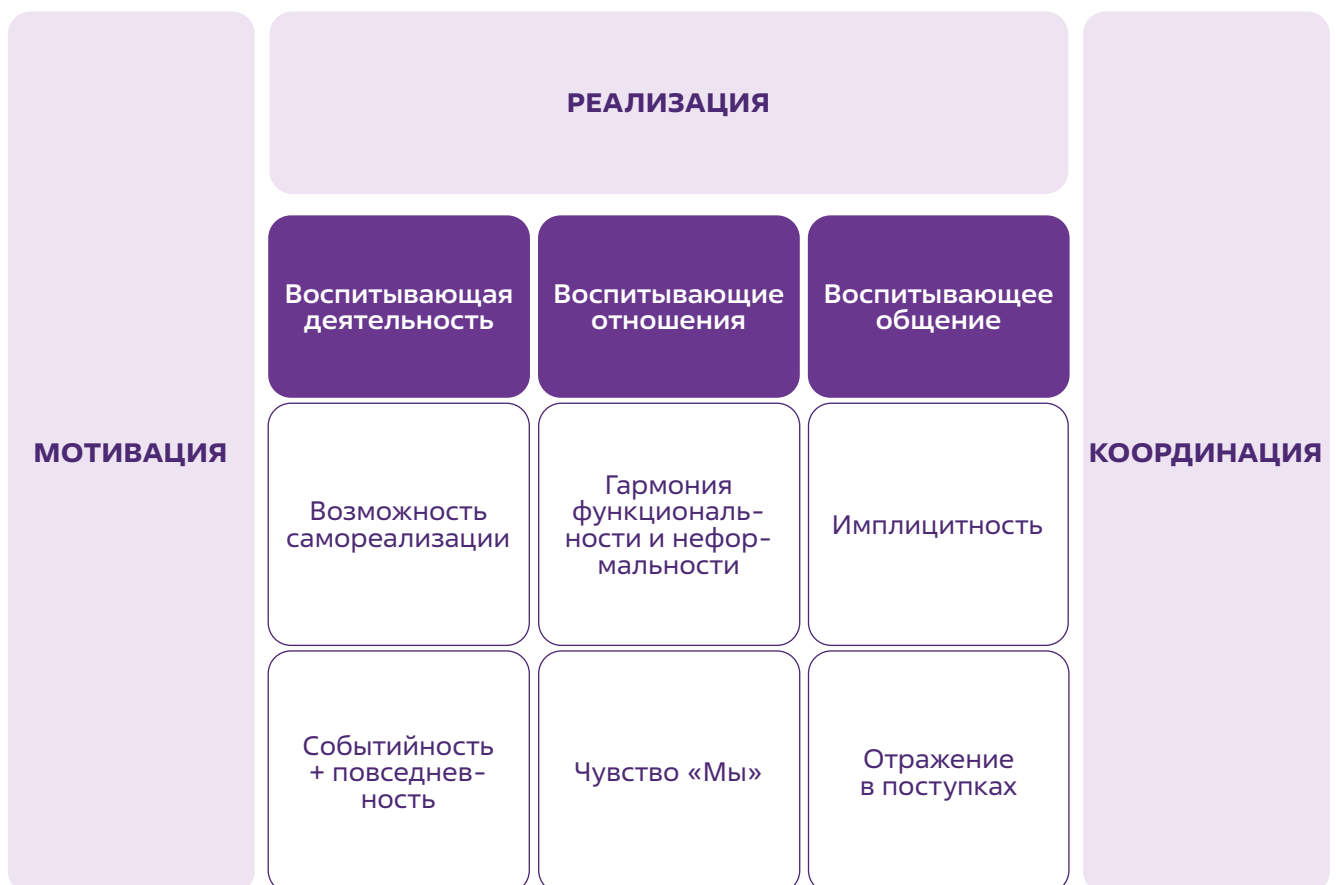 РЕАЛИЗАЦИЯ
МОТИВАЦИЯ
КООРДИНАЦИЯ
Воспитывающая
деятельность
Воспитывающие
отношения
Воспитывающее
общение
Возможность
самореализации
Гармония
функциональ-
ности и нефор-
мальности
Имплицитность
Событийность
+ повседнев-
ность
Чувство «Мы»
Отражение
в поступках